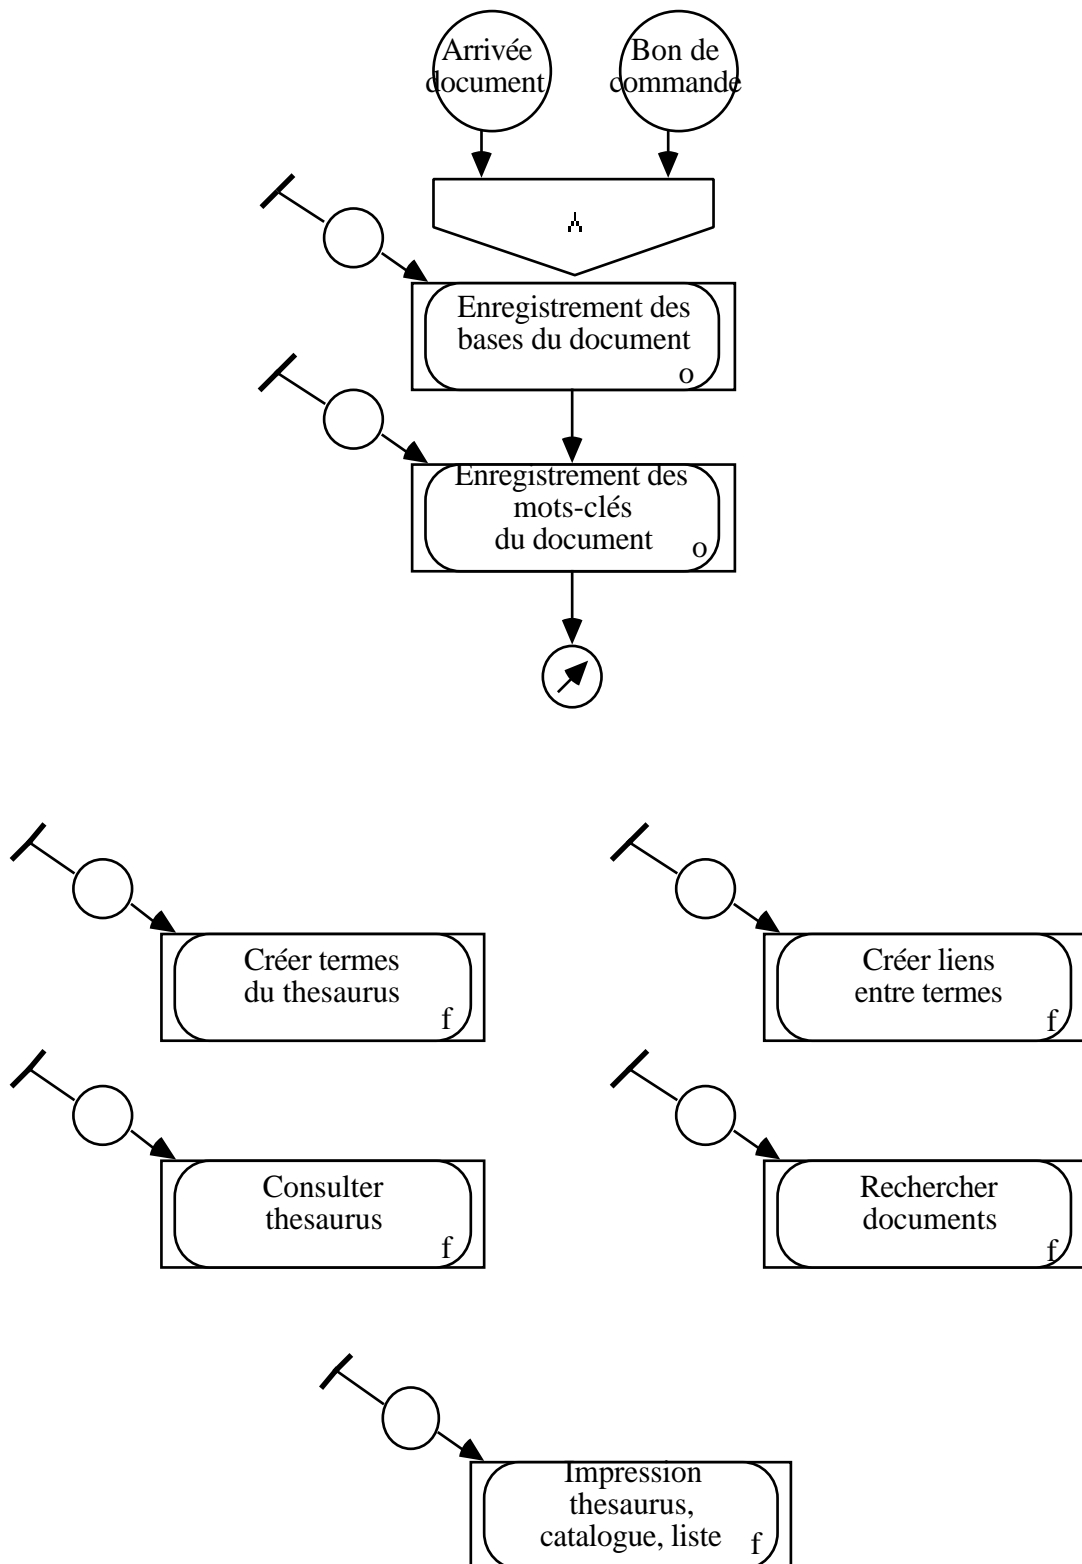 Arrivée
document
Bon de
commande
Enregistrement des
bases du document
o
Enregistrement des
mots-clés
du document
o
Créer termes
du thesaurus
f
Créer liens
entre termes
f
Consulter
thesaurus
f
Rechercher
documents
f
Impression
thesaurus,
catalogue, liste
f